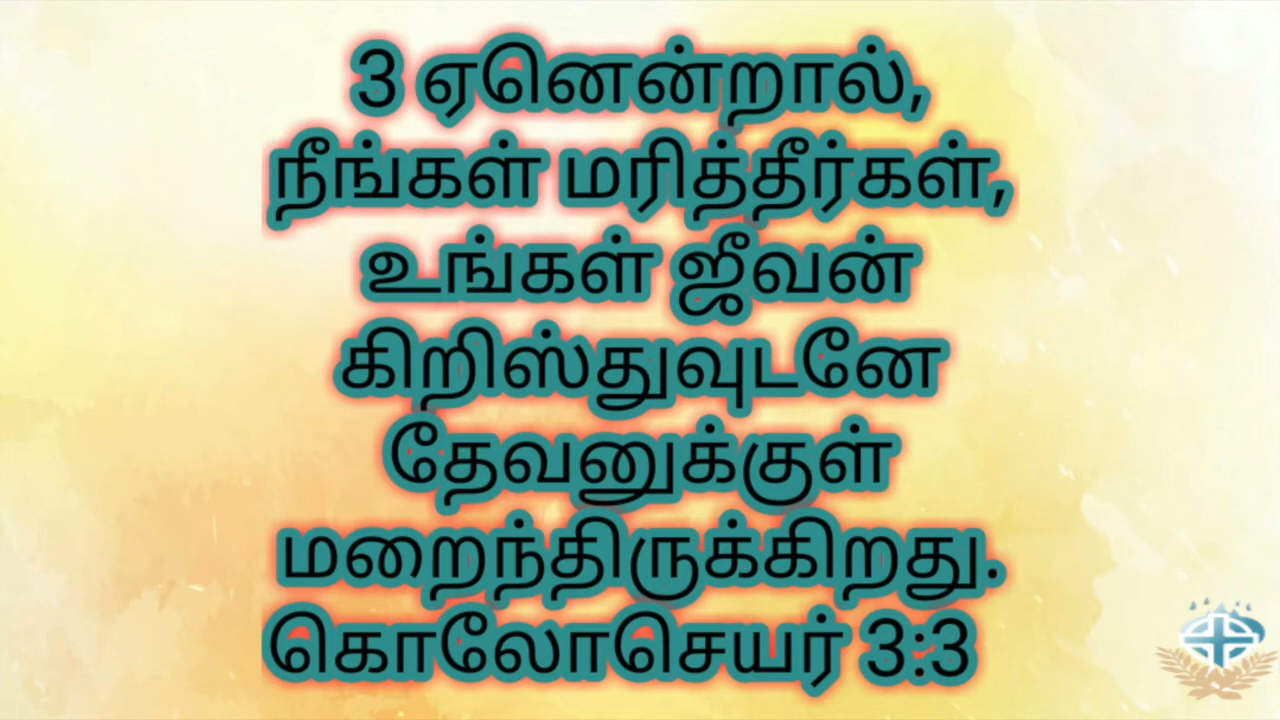 3 ஏனென்றால்,
நீங்கள் மரித்தீர்கள்,
உங்கள் ஜீவன்
கிறிஸ்துவுடனே
தேவனுக்குள்
மறைந்திருக்கிறது.
கொலோசெயர் 3:3